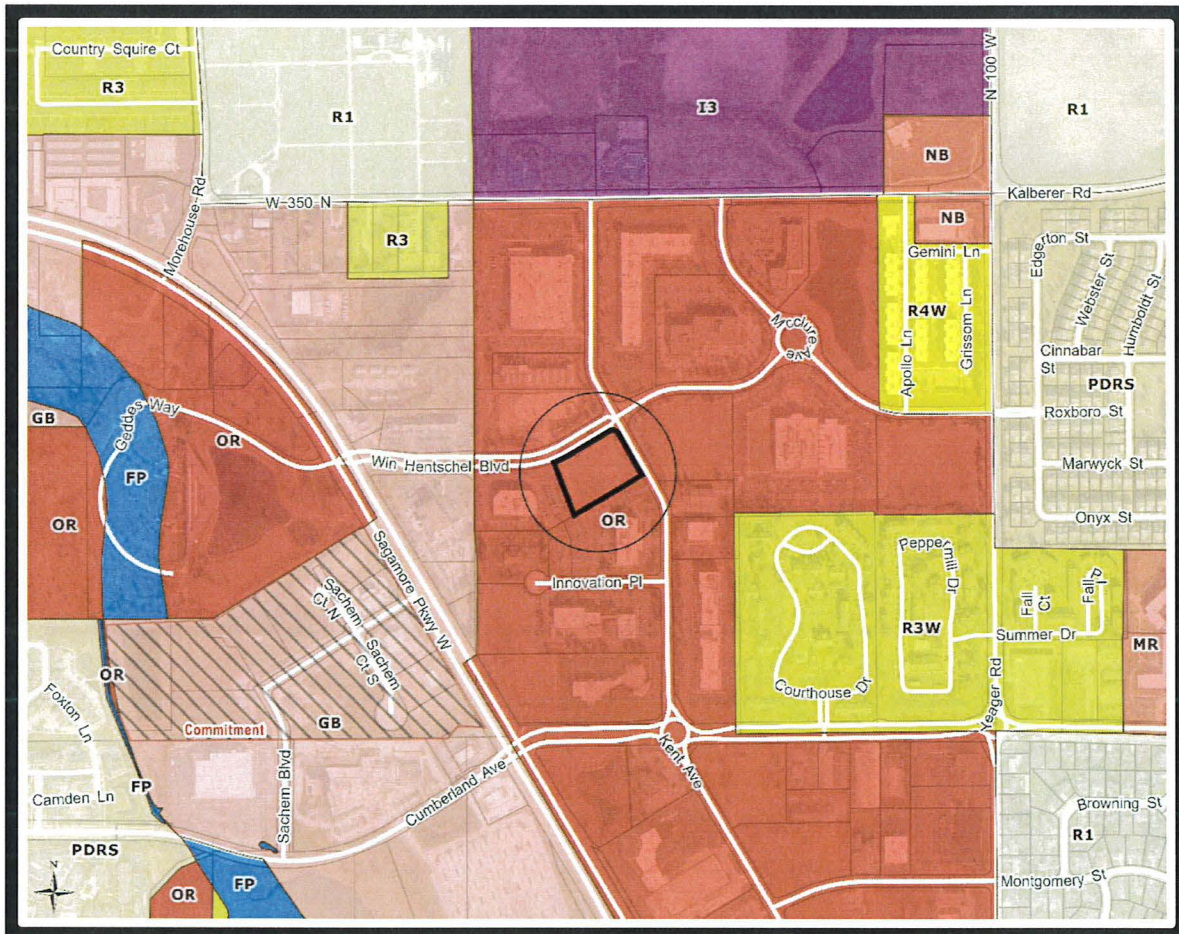 Country Squire Ct
R3
R1
I3
N 100 W
R1
NB
Morehouse Rd
W 350 N
Kalberer Rd
R3
NB
Edgerton St
Gemini Ln
Webster St
Humboldt St
R4W
Mcclure Ave
Apollo Ln
Grissom Ln
Cinnabar St
PDRS
Geddes Way
GB
OR
Roxboro St
Win Hentschel Blvd
Marwyck St
FP
OR
OR
Onyx St
Sagamore Pkwy W
Peppermill Dr
Innovation Pl
Sachem Ct N
Sachem Ct S
Fall Ct
Fall Pl
R3W
Summer Dr
MR
OR
Courthouse Dr
Foxton Ln
Commitment
GB
Yeager Rd
Kent Ave
FP
Cumberland Ave
Camden Ln
Sachem Blvd
Browning St
R1
PDRS
N
OR
FP
Montgomery St